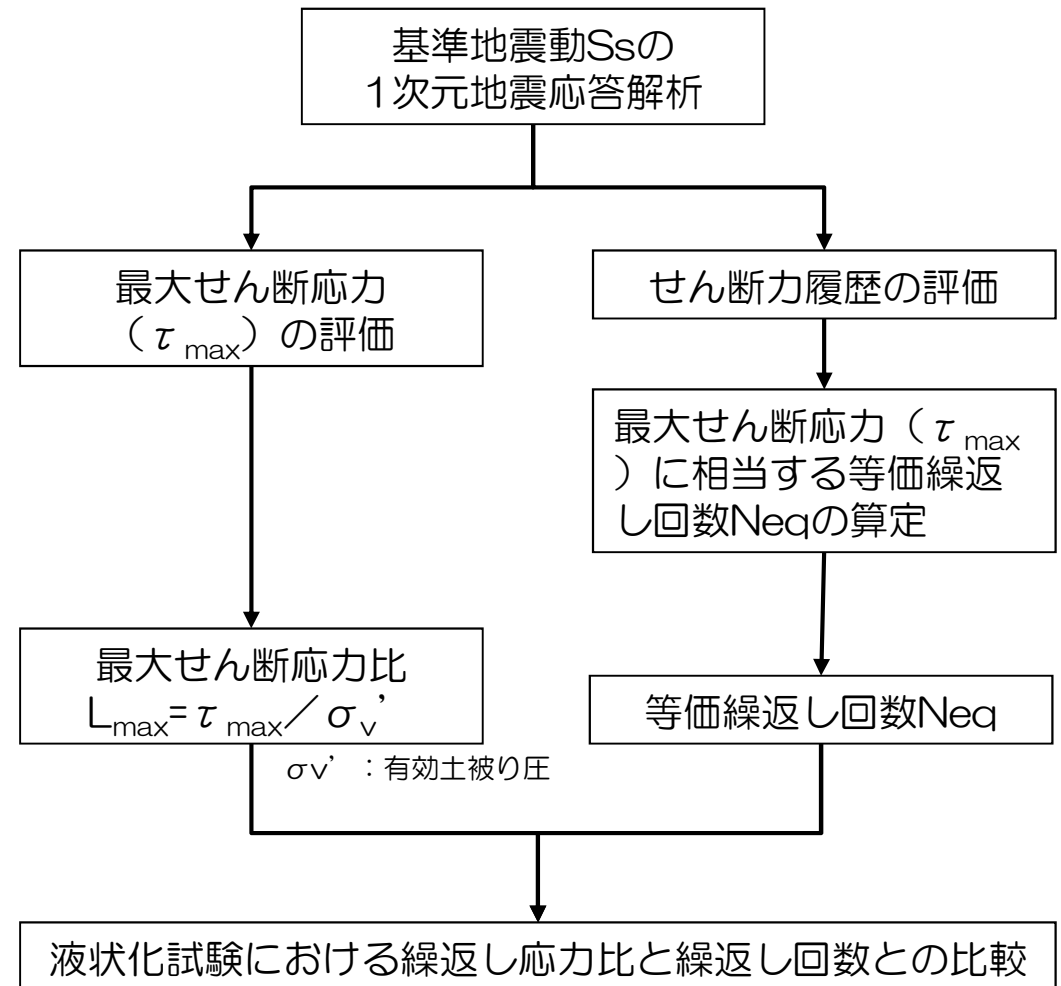 基準地震動Ssの
1次元地震応答解析
最大せん断応力
（τmax）の評価
せん断力履歴の評価
最大せん断応力（τmax
）に相当する等価繰返
し回数Neqの算定
最大せん断応力比
Lmax=τmax／σv’
等価繰返し回数Neq
σv’：有効土被り圧
液状化試験における繰返し応力比と繰返し回数との比較